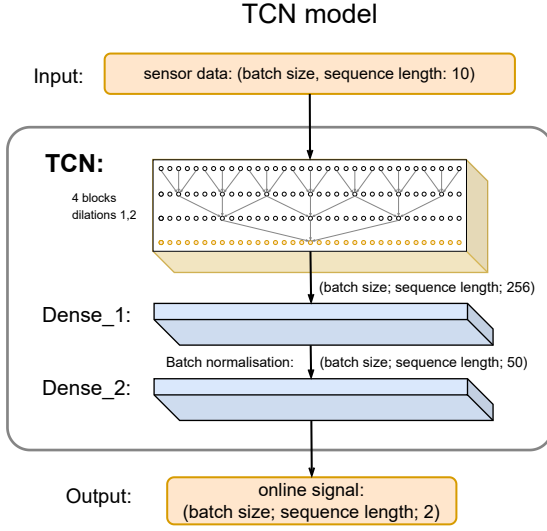 TCN model
Input:
sensor data: (batch size, sequence length: 10)
TCN:
4 blocks
dilations 1,2
(batch size; sequence length; 256)
Dense_1:
Batch normalisation:
(batch size; sequence length; 50)
Dense_2:
Output:
online signal:
(batch size; sequence length; 2)